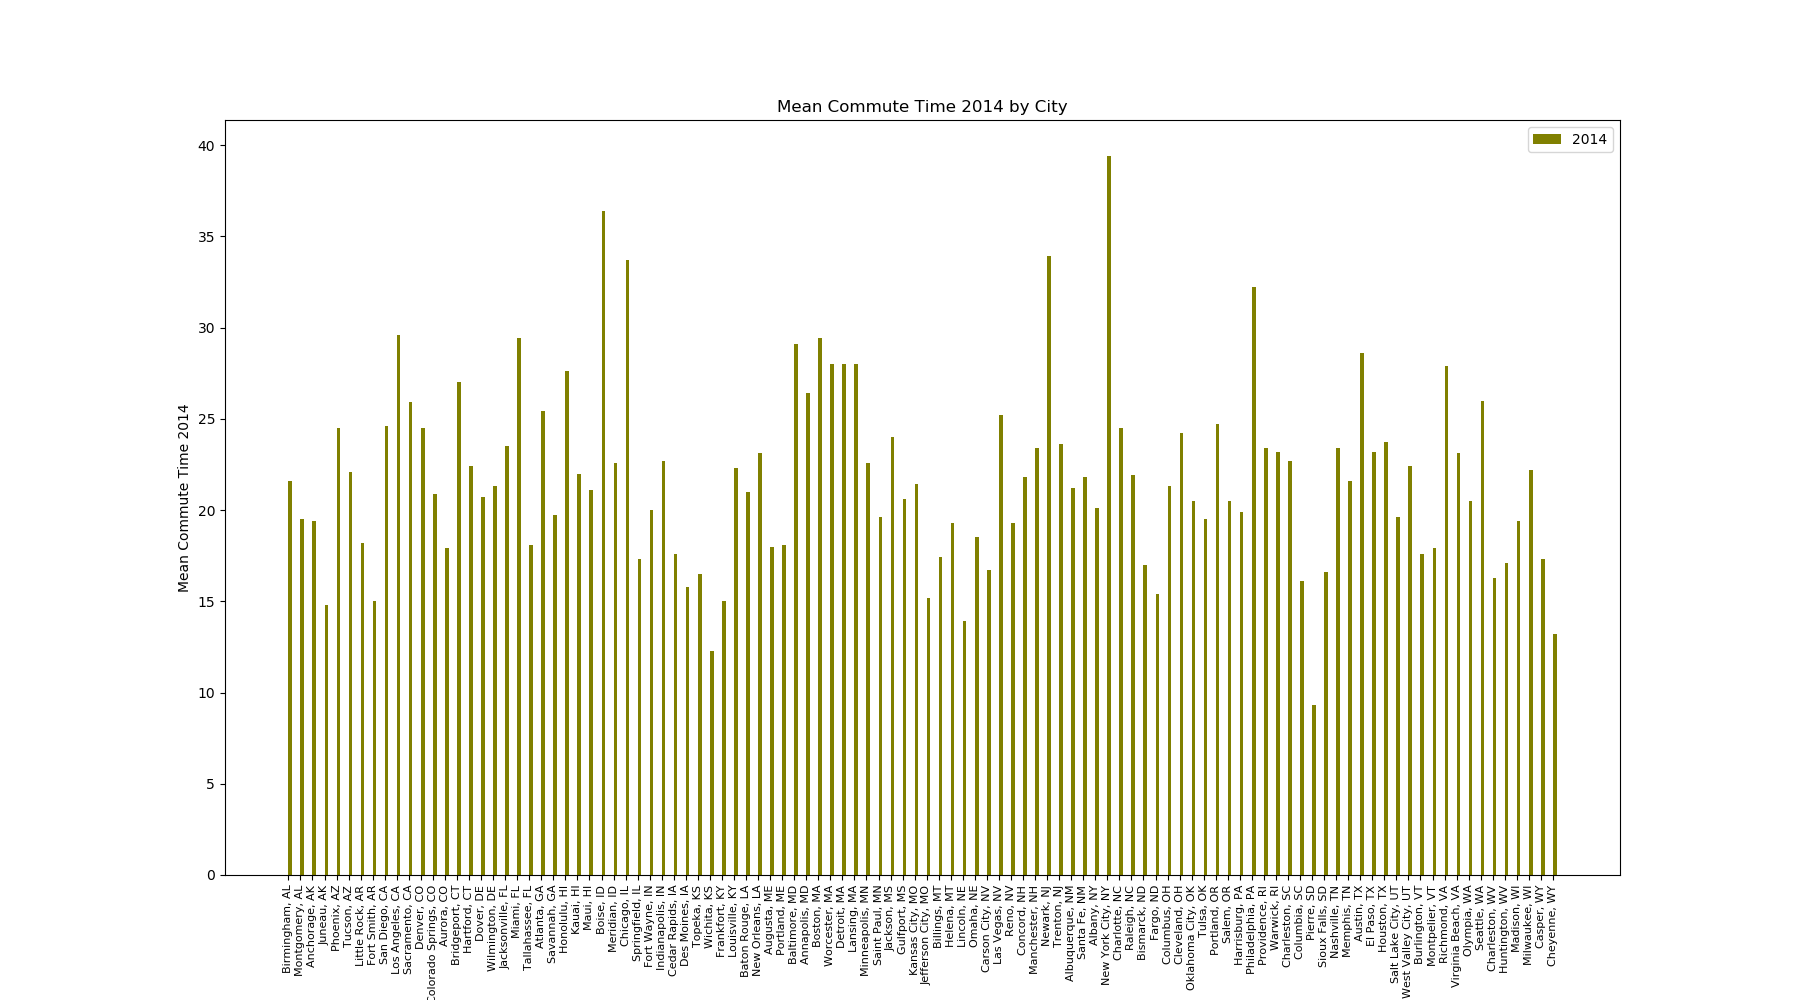 Mean Commute Time 2014 by City
2014
Mean Commute Time 2014
40
35
30
25
20
15
10
5
0
Birmingham, AL
Montgomery, AL
Anchorage, AK
Juneau, AK
Phoenix, AZ
Tucson, AZ
Little Rock, AR
Fort Smith, AR
San Diego, CA
Los Angeles, CA
Sacramento, CA
Denver, CO
Colorado Springs, CO
Aurora, CO
Bridgeport, CT
Hartford, CT
Dover, DE
Wilmington, DE
Jacksonville, FL
Miami, FL
Tallahassee, FL
Atlanta, GA
Savannah, GA
Honolulu, HI
Kauai, HI
Maui, HI
Boise, ID
Meridian, ID
Chicago, IL
Springfield, IL
Fort Wayne, IN
Indianapolis, IN
Cedar Rapids, IA
Des Moines, IA
Topeka, KS
Wichita, KS
Frankfort, KY
Louisville, KY
Baton Rouge, LA
New Orleans, LA
Augusta, ME
Portland, ME
Baltimore, MD
Annapolis, MD
Boston, MA
Worcester, MA
Detroit, MA
Lansing, MA
Minneapolis, MN
Saint Paul, MN
Jackson, MS
Gulfport, MS
Kansas City, MO
Jefferson City, MO
Billings, MT
Helena, MT
Lincoln, NE
Omaha, NE
Carson City, NV
Las Vegas, NV
Reno, NV
Concord, NH
Manchester, NH
Newark, NJ
Trenton, NJ
Albuquerque, NM
Santa Fe, NM
Albany, NY
New York City, NY
Charlotte, NC
Raleigh, NC
Bismarck, ND
Fargo, ND
Columbus, OH
Cleveland, OH
Oklahoma City, OK
Tulsa, OK
Portland, OR
Salem, OR
Harrisburg, PA
Philadelphia, PA
Providence, RI
Warwick, RI
Charleston, SC
Columbia, SC
Pierre, SD
Sioux Falls, SD
Nashville, TN
Memphis, TN
Austin, TX
El Paso, TX
Houston, TX
Salt Lake City, UT
West Valley City, UT
Burlington, VT
Montpelier, VT
Richmond, VA
Virginia Beach, VA
Olympia, WA
Seattle, WA
Charleston, WV
Huntington, WV
Madison, WI
Milwaukee, WI
Casper, WY
Cheyenne, WY